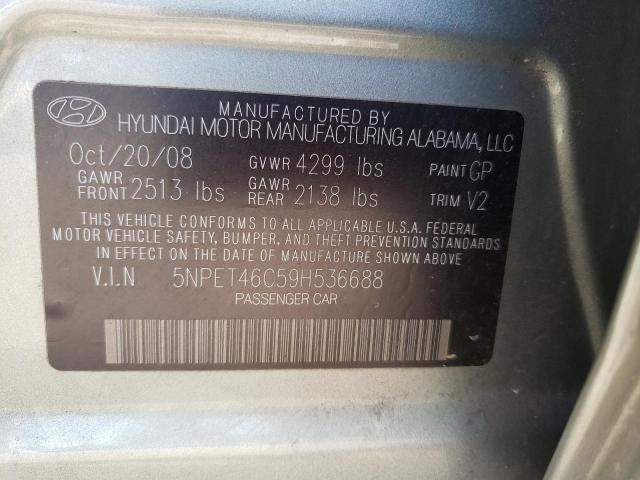 MANUFACTURED BY
HYUNDAI MOTOR MANUFACTURING ALABAMA, LLC
Oct/20/08 GVWR 4299 lbs PAINT GP
GAWR FRONT 2513 lbs GAWR REAR 2138 lbs TRIM V2
THIS VEHICLE CONFORMS TO ALL APPLICABLE U.S.A. FEDERAL
MOTOR VEHICLE SAFETY, BUMPER, AND THEFT PREVENTION STANDARDS
IN EFFECT ON THE DATE OF MANUFACTURE SHOWN ABOVE.
V.I.N 5NPET46C59H536688
PASSENGER CAR